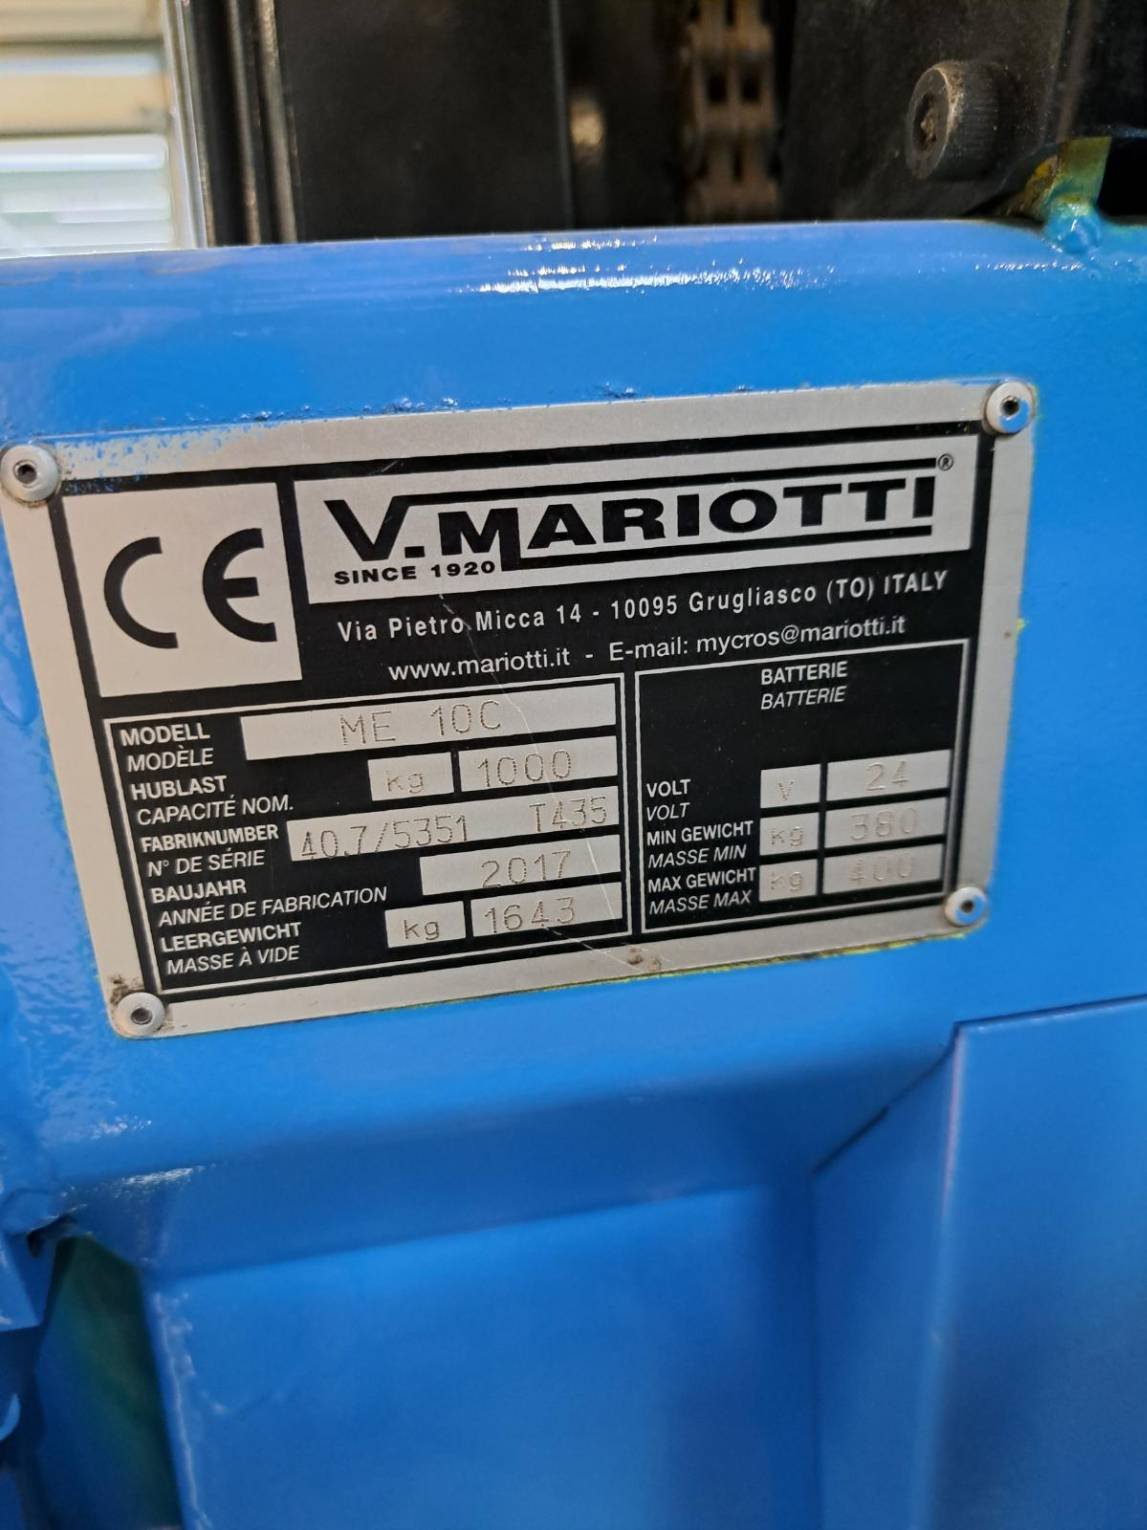 CE
V.MARIOTTI®
SINCE 1920
Via Pietro Micca 14 - 10095 Grugliasco (TO) ITALY
www.mariotti.it - E-mail: mycros@mariotti.it
MODELL ME 10C
MODÈLE
HUBLAST kg 1000
CAPACITÉ NOM.
FABRIKNUMBER 40.7/5351 T435
N° DE SÉRIE
BAUJAHR 2017
ANNÉE DE FABRICATION
LEERGEWICHT kg 1643
MASSE À VIDE
BATTERIE
BATTERIE
VOLT V 24
VOLT
MIN GEWICHT kg 380
MASSE MIN
MAX GEWICHT kg 400
MASSE MAX